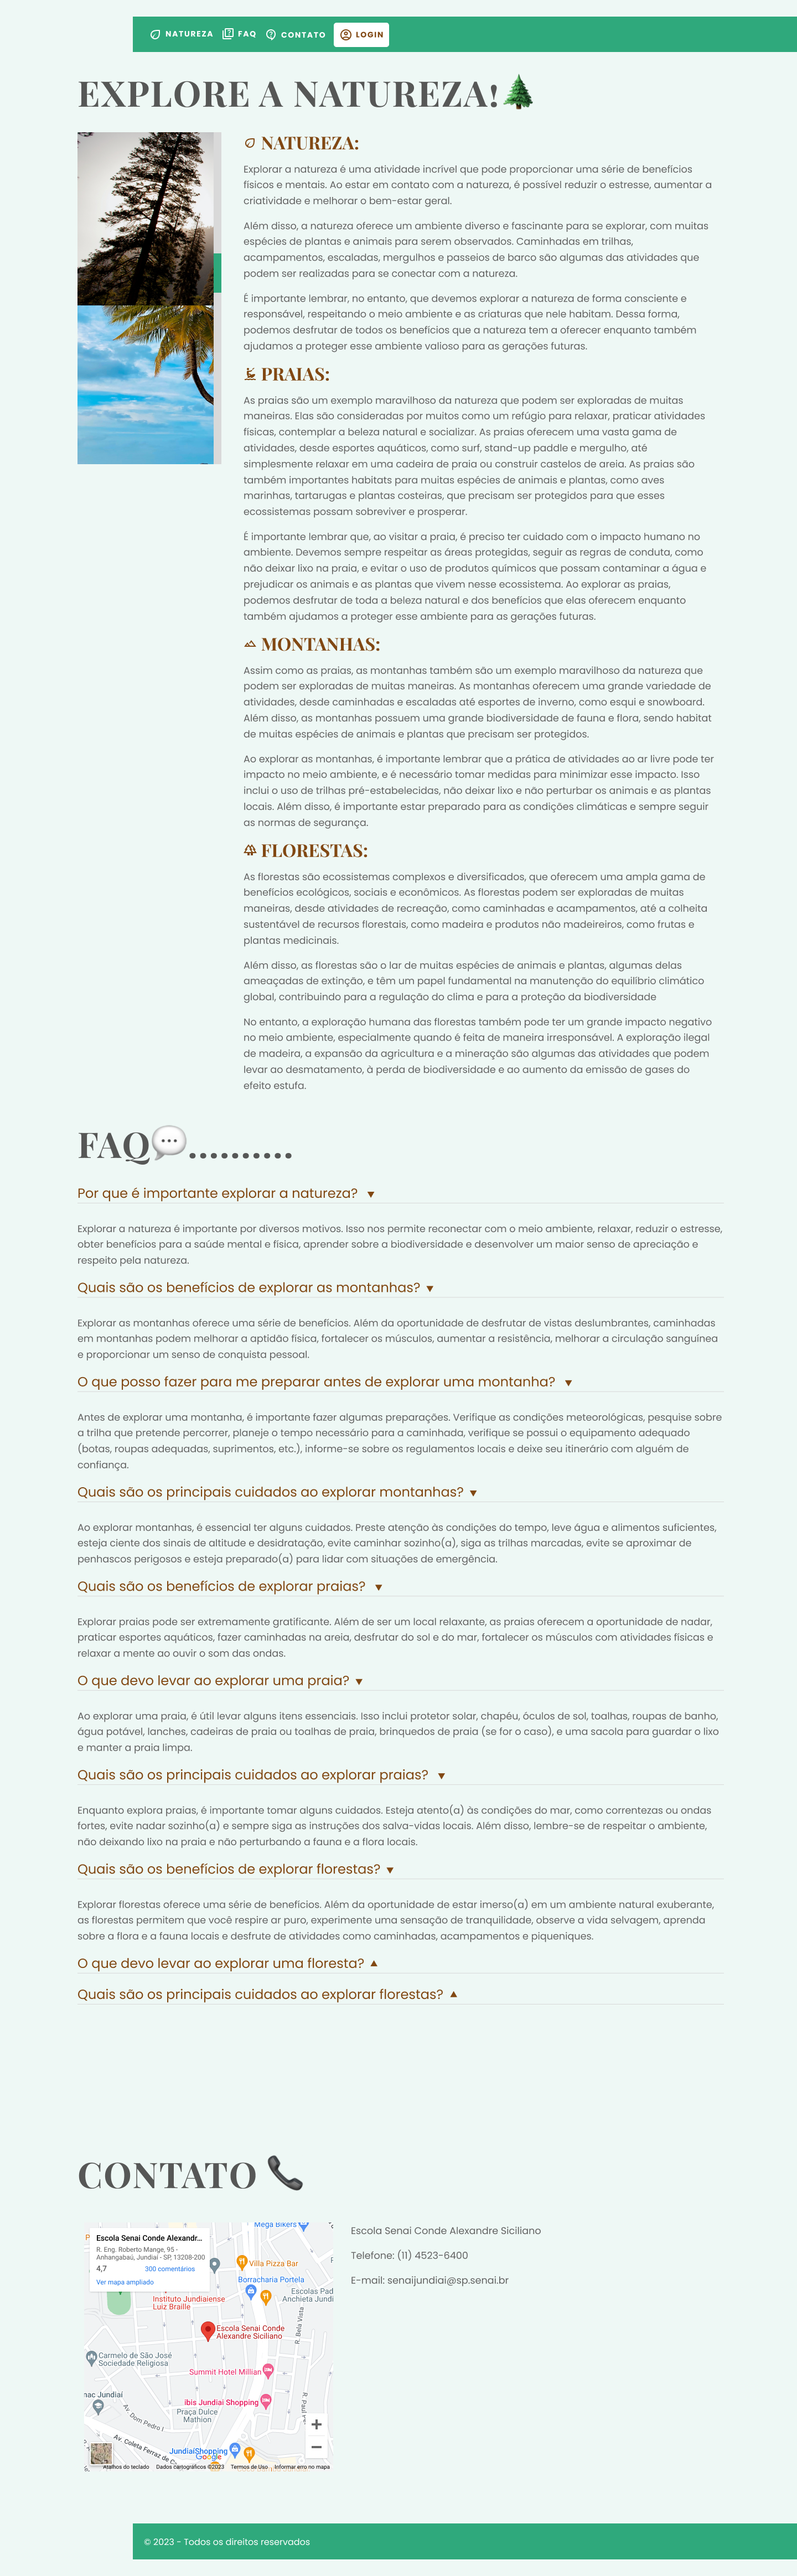 NATUREZA FAQ CONTATO LOGIN
EXPLORE A NATUREZA!
NATUREZA:
Explorar a natureza é uma atividade incrível que pode proporcionar uma série de benefícios
físicos e mentais. Ao estar em contato com a natureza, é possível reduzir o estresse, aumentar a
criatividade e melhorar o bem-estar geral.
Além disso, a natureza oferece um ambiente diverso e fascinante para se explorar, com muitas
espécies de plantas e animais para serem observados. Caminhadas em trilhas,
acampamentos, escaladas, mergulhos e passeios de barco são algumas das atividades que
podem ser realizadas para se conectar com a natureza.
É importante lembrar, no entanto, que devemos explorar a natureza de forma consciente e
responsável, respeitando o meio ambiente e as criaturas que nele habitam. Dessa forma,
podemos desfrutar de todos os benefícios que a natureza tem a oferecer enquanto também
ajudamos a proteger esse ambiente valioso para as gerações futuras.
PRAIAS:
As praias são um exemplo maravilhoso da natureza que podem ser exploradas de muitas
maneiras. Elas são consideradas por muitos como um refúgio para relaxar, praticar atividades
físicas, contemplar a beleza natural e socializar. As praias oferecem uma vasta gama de
atividades, desde esportes aquáticos, como surf, stand-up paddle e mergulho, até
simplesmente relaxar em uma cadeira de praia ou construir castelos de areia. As praias são
também importantes habitats para muitas espécies de animais e plantas, como aves
marinhas, tartarugas e plantas costeiras, que precisam ser protegidos para que esses
ecossistemas possam sobreviver e prosperar.
É importante lembrar que, ao visitar a praia, é preciso ter cuidado com o impacto humano no
ambiente. Devemos sempre respeitar as áreas protegidas, seguir as regras de conduta, como
não deixar lixo na praia, e evitar o uso de produtos químicos que possam contaminar a água e
prejudicar os animais e as plantas que vivem nesse ecossistema. Ao explorar as praias,
podemos desfrutar de toda a beleza natural e dos benefícios que elas oferecem enquanto
também ajudamos a proteger esse ambiente para as gerações futuras.
MONTANHAS:
Assim como as praias, as montanhas também são um exemplo maravilhoso da natureza que
podem ser exploradas de muitas maneiras. As montanhas oferecem uma grande variedade de
atividades, desde caminhadas e escaladas até esportes de inverno, como esqui e snowboard.
Além disso, as montanhas possuem uma grande biodiversidade de fauna e flora, sendo habitat
de muitas espécies de animais e plantas que precisam ser protegidos.
Ao explorar as montanhas, é importante lembrar que a prática de atividades ao ar livre pode ter
impacto no meio ambiente, e é necessário tomar medidas para minimizar esse impacto. Isso
inclui o uso de trilhas pré-estabelecidas, não deixar lixo e não perturbar os animais e as plantas
locais. Além disso, é importante estar preparado para as condições climáticas e sempre seguir
as normas de segurança.
FLORESTAS:
As florestas são ecossistemas complexos e diversificados, que oferecem uma ampla gama de
benefícios ecológicos, sociais e econômicos. As florestas podem ser exploradas de muitas
maneiras, desde atividades de recreação, como caminhadas e acampamentos, até a colheita
sustentável de recursos florestais, como madeira e produtos não madeireiros, como frutas e
plantas medicinais.
Além disso, as florestas são o lar de muitas espécies de animais e plantas, algumas delas
ameaçadas de extinção, e têm um papel fundamental na manutenção do equilíbrio climático
global, contribuindo para a regulação do clima e para a proteção da biodiversidade
No entanto, a exploração humana das florestas também pode ter um grande impacto negativo
no meio ambiente, especialmente quando é feita de maneira irresponsável. A exploração ilegal
de madeira, a expansão da agricultura e a mineração são algumas das atividades que podem
levar ao desmatamento, à perda de biodiversidade e ao aumento da emissão de gases do
efeito estufa.
FAQ..........
Por que é importante explorar a natureza? ▼
Explorar a natureza é importante por diversos motivos. Isso nos permite reconectar com o meio ambiente, relaxar, reduzir o estresse,
obter benefícios para a saúde mental e física, aprender sobre a biodiversidade e desenvolver um maior senso de apreciação e
respeito pela natureza.
Quais são os benefícios de explorar as montanhas? ▼
Explorar as montanhas oferece uma série de benefícios. Além da oportunidade de desfrutar de vistas deslumbrantes, caminhadas
em montanhas podem melhorar a aptidão física, fortalecer os músculos, aumentar a resistência, melhorar a circulação sanguínea
e proporcionar um senso de conquista pessoal.
O que posso fazer para me preparar antes de explorar uma montanha? ▼
Antes de explorar uma montanha, é importante fazer algumas preparações. Verifique as condições meteorológicas, pesquise sobre
a trilha que pretende percorrer, planeje o tempo necessário para a caminhada, verifique se possui o equipamento adequado
(botas, roupas adequadas, suprimentos, etc.), informe-se sobre os regulamentos locais e deixe seu itinerário com alguém de
confiança.
Quais são os principais cuidados ao explorar montanhas? ▼
Ao explorar montanhas, é essencial ter alguns cuidados. Preste atenção às condições do tempo, leve água e alimentos suficientes,
esteja ciente dos sinais de altitude e desidratação, evite caminhar sozinho(a), siga as trilhas marcadas, evite se aproximar de
penhascos perigosos e esteja preparado(a) para lidar com situações de emergência.
Quais são os benefícios de explorar praias? ▼
Explorar praias pode ser extremamente gratificante. Além de ser um local relaxante, as praias oferecem a oportunidade de nadar,
praticar esportes aquáticos, fazer caminhadas na areia, desfrutar do sol e do mar, fortalecer os músculos com atividades físicas e
relaxar a mente ao ouvir o som das ondas.
O que devo levar ao explorar uma praia? ▼
Ao explorar uma praia, é útil levar alguns itens essenciais. Isso inclui protetor solar, chapéu, óculos de sol, toalhas, roupas de banho,
água potável, lanches, cadeiras de praia ou toalhas de praia, brinquedos de praia (se for o caso), e uma sacola para guardar o lixo
e manter a praia limpa.
Quais são os principais cuidados ao explorar praias? ▼
Enquanto explora praias, é importante tomar alguns cuidados. Esteja atento(a) às condições do mar, como correntezas ou ondas
fortes, evite nadar sozinho(a) e sempre siga as instruções dos salva-vidas locais. Além disso, lembre-se de respeitar o ambiente,
não deixando lixo na praia e não perturbando a fauna e a flora locais.
Quais são os benefícios de explorar florestas? ▼
Explorar florestas oferece uma série de benefícios. Além da oportunidade de estar imerso(a) em um ambiente natural exuberante,
as florestas permitem que você respire ar puro, experimente uma sensação de tranquilidade, observe a vida selvagem, aprenda
sobre a flora e a fauna locais e desfrute de atividades como caminhadas, acampamentos e piqueniques.
O que devo levar ao explorar uma floresta? ▲
Quais são os principais cuidados ao explorar florestas? ▲
CONTATO
Escola Senai Conde Alexandr...
R. Eng. Roberto Mange, 95 -
Anhangabaú, Jundiaí - SP, 13208-200
4,7 300 comentários
Ver mapa ampliado
Mega Bikers
Villa Pizza Bar
Borracharia Portela
Escolas Pad
Anchieta Jundi
Instituto Jundiaiense
Luiz Braille
R. Bela Vista
Escola Senai Conde
Alexandre Siciliano
Carmelo de São José
Sociedade Religiosa
Summit Hotel Millian
nac Jundiaí
ibis Jundiai Shopping
Praça Dulce
Mathion
Av. Dom Pedro I
JundiaíShopping
Google
Atalhos do teclado Dados cartográficos ©2023 Termos de Uso Informar erro no mapa
Escola Senai Conde Alexandre Siciliano
Telefone: (11) 4523-6400
E-mail: senaijundiai@sp.senai.br
© 2023 - Todos os direitos reservados